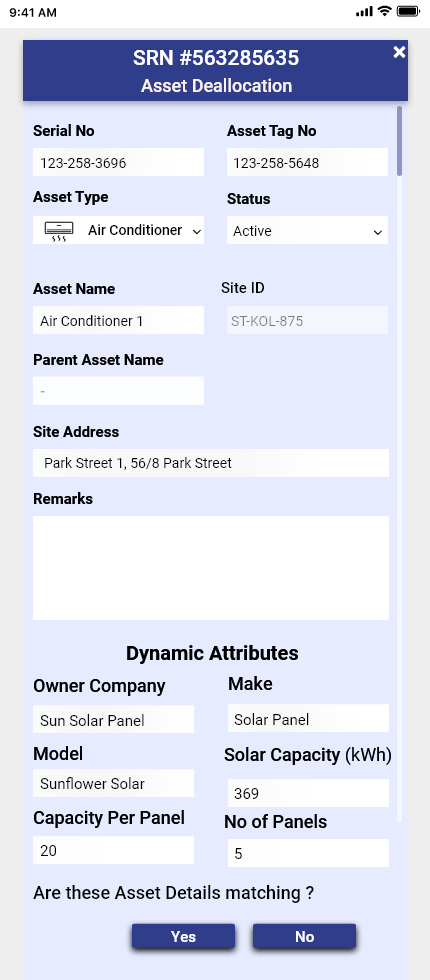 9:41 AM
SRN #563285635
Asset Deallocation
Serial No Asset Tag No
123-258-3696 123-258-5648
Asset Type Status
Air Conditioner Active
Asset Name Site ID
Air Conditioner 1 ST-KOL-875
Parent Asset Name
-
Site Address
Park Street 1, 56/8 Park Street
Remarks
Dynamic Attributes
Owner Company Make
Sun Solar Panel Solar Panel
Model Solar Capacity (kWh)
Sunflower Solar 369
Capacity Per Panel No of Panels
20 5
Are these Asset Details matching ?
Yes No